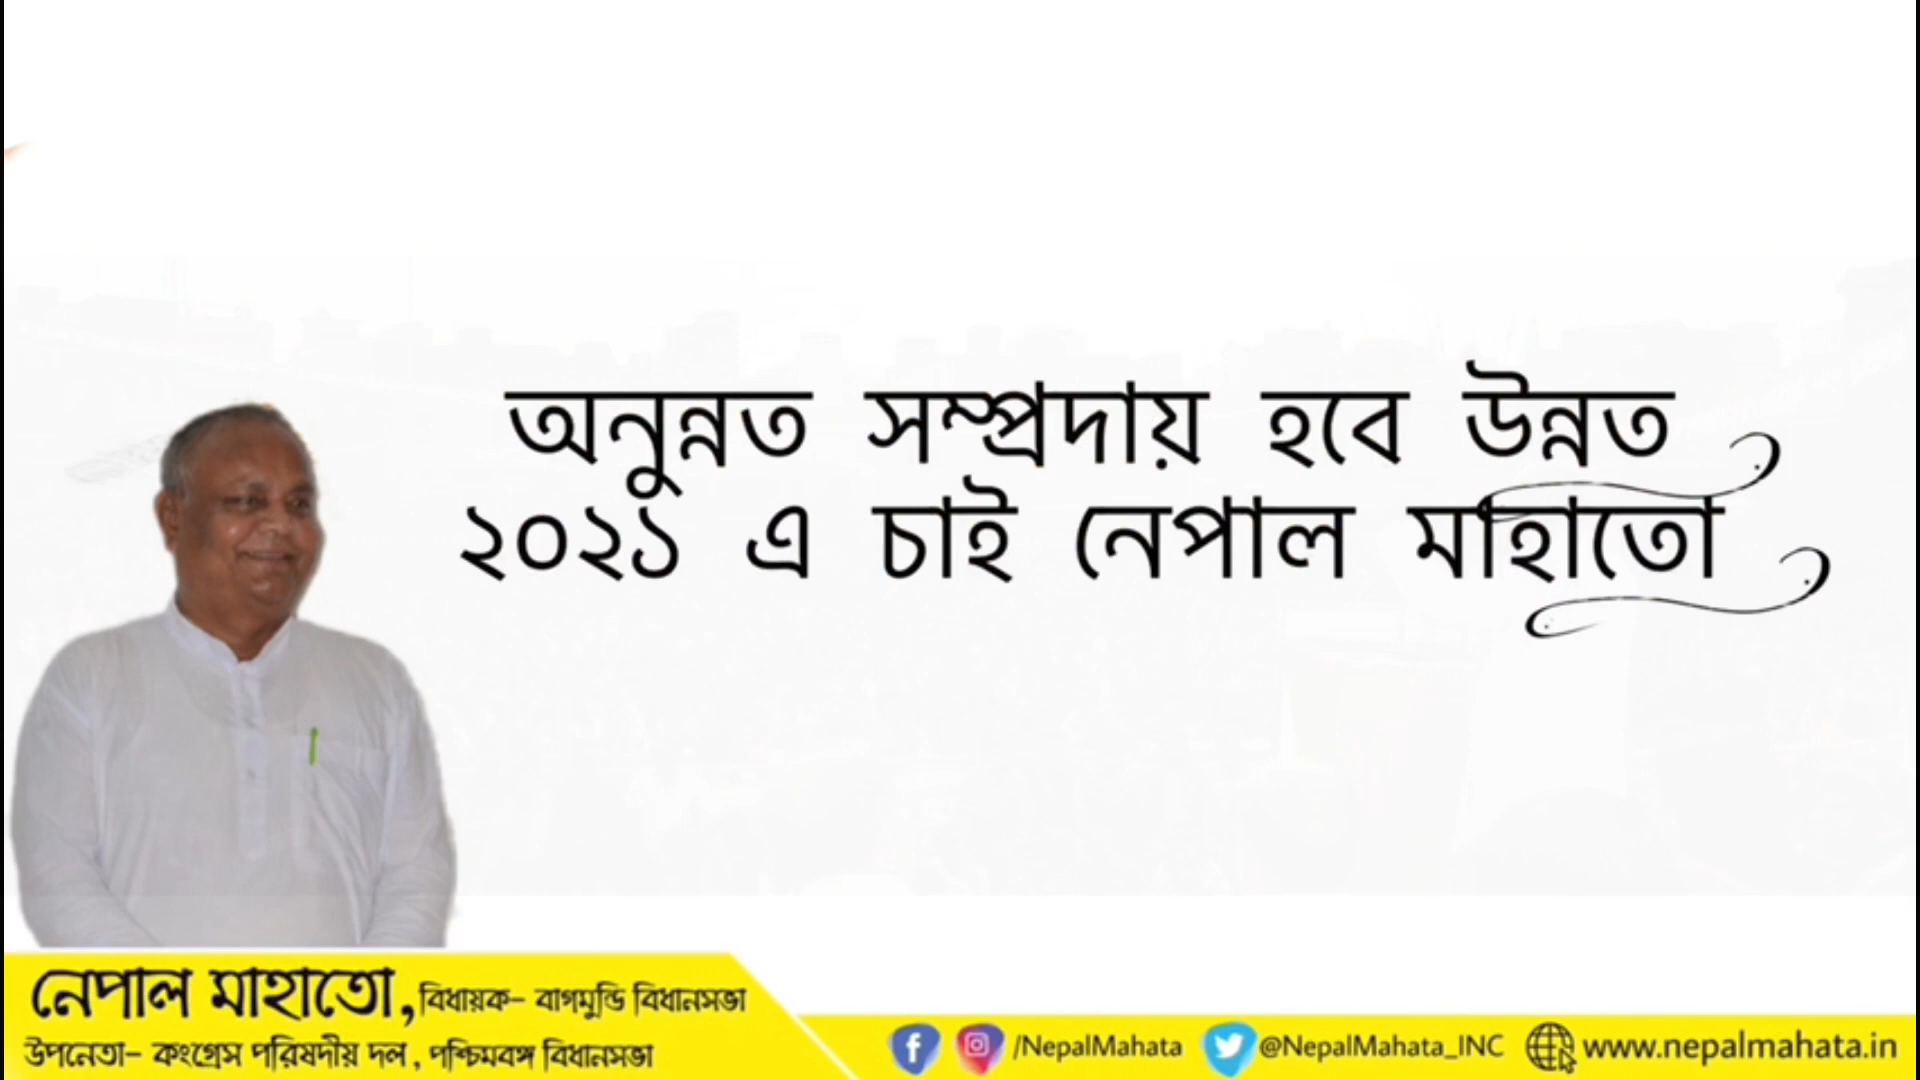 অনুন্নত সম্প্রদায় হবে উন্নত
২০২১ এ চাই নেপাল মাহাতো
নেপাল মাহাতো, বিধায়ক- বাগমুন্ডি বিধানসভা
উপনেতা- কংগ্রেস পরিষদীয় দল, পশ্চিমবঙ্গ বিধানসভা
/NepalMahata @NepalMahata_INC www.nepalmahata.in